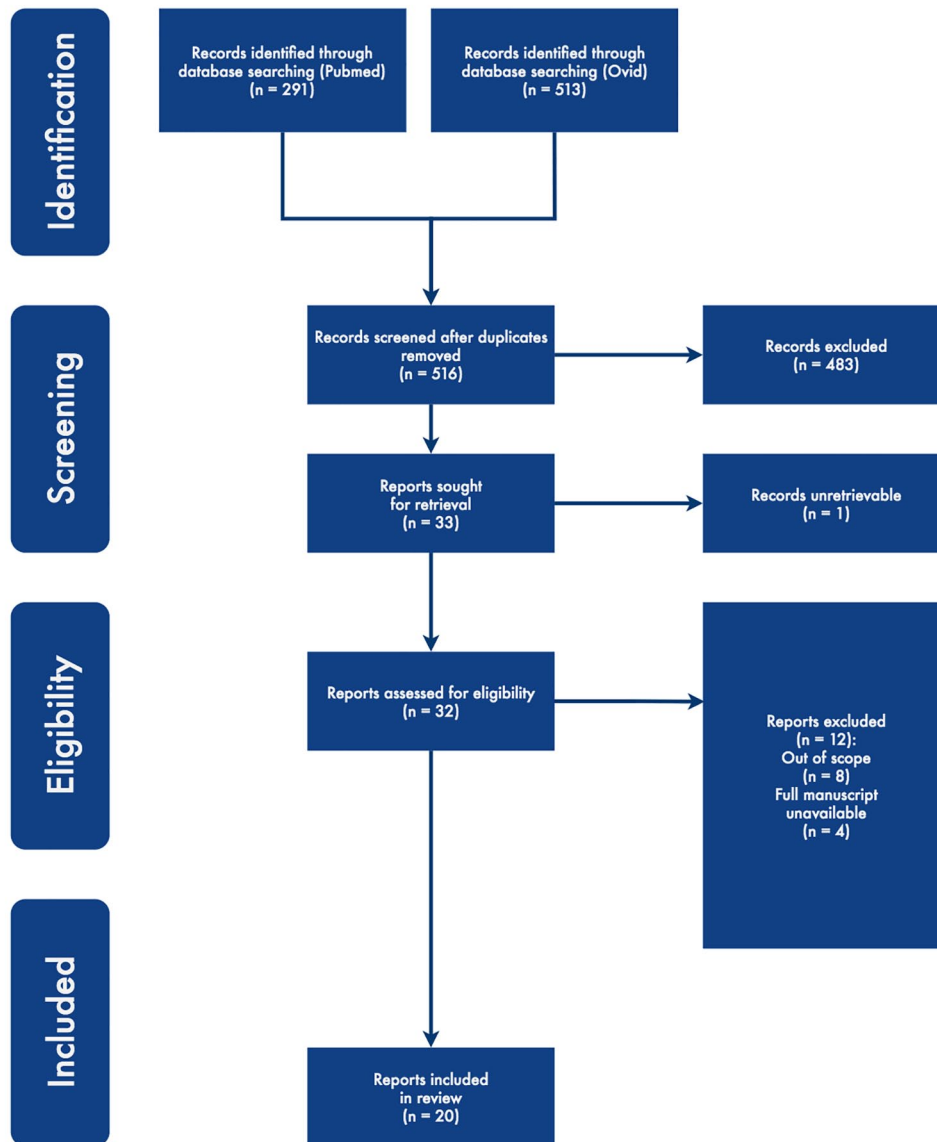 Identification
Records identified through
database searching (Pubmed)
(n = 291)
Records identified through
database searching (Ovid)
(n = 513)
Screening
Records screened after duplicates
removed
(n = 516)
Records excluded
(n = 483)
Reports sought
for retrieval
(n = 33)
Records unretrievable
(n = 1)
Eligibility
Reports assessed for eligibility
(n = 32)
Reports excluded
(n = 12):
Out of scope
(n = 8)
Full manuscript
unavailable
(n = 4)
Included
Reports included
in review
(n = 20)